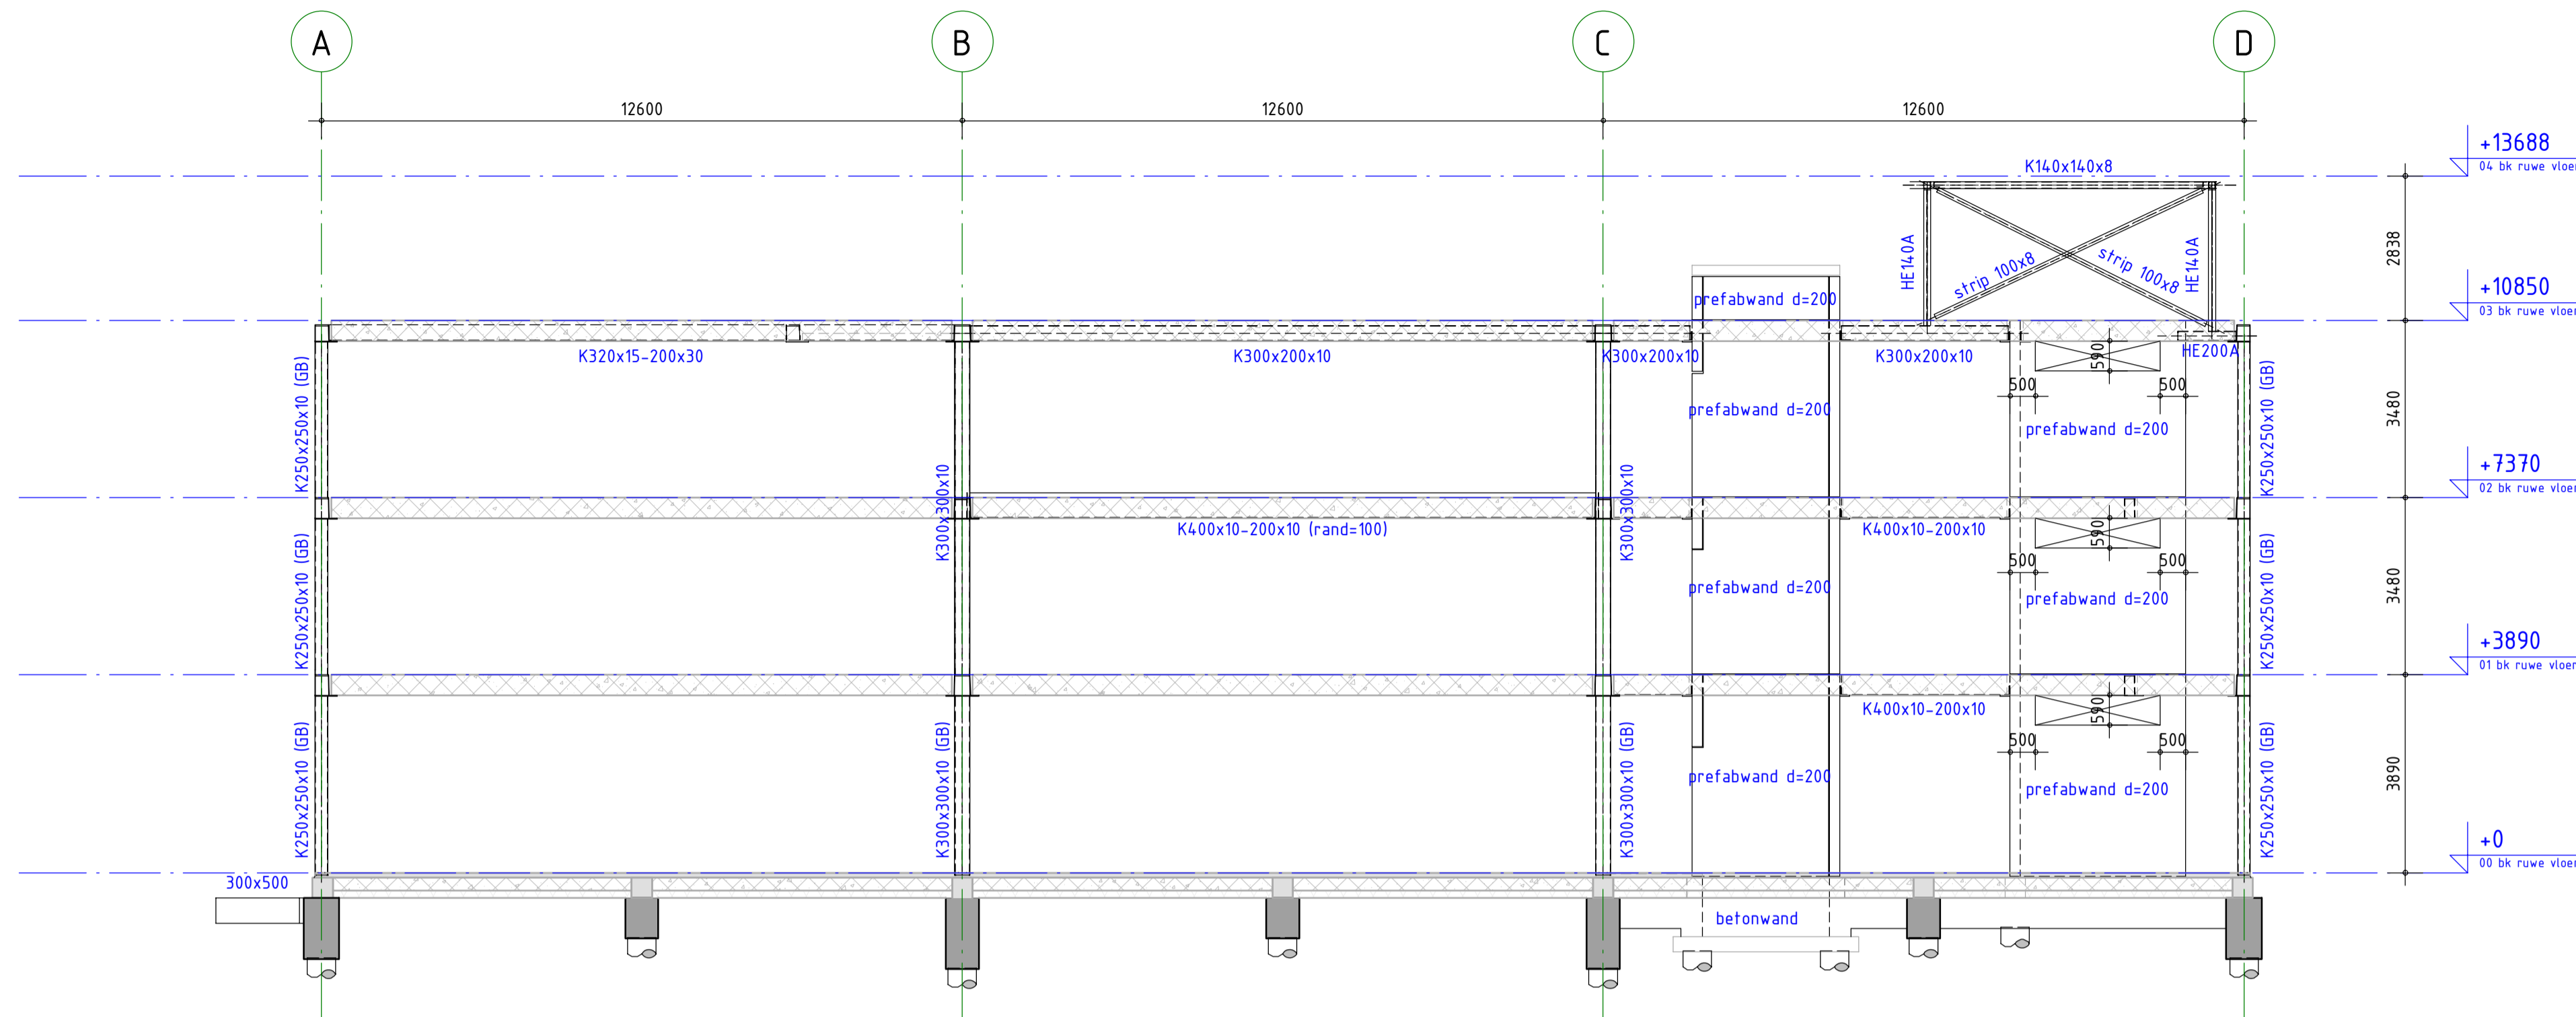 A B C D
12600 12600 12600
+13688
04 bk ruwe vloer
K140x140x8
2838
HE140A
strip 100x8
strip 100x8
HE140A
+10850
03 bk ruwe vloer
prefabwand d=200
K320x15-200x30
K300x200x10
K300x200x10
K300x200x10
HE200A
590
500
500
K250x250x10 (GB)
prefabwand d=200
prefabwand d=200
K250x250x10 (GB)
3480
+7370
02 bk ruwe vloer
K300x300x10
K300x300x10
K400x10-200x10 (rand=100)
K400x10-200x10
590
500
500
K250x250x10 (GB)
prefabwand d=200
prefabwand d=200
K250x250x10 (GB)
3480
+3890
01 bk ruwe vloer
K400x10-200x10
590
500
500
K250x250x10 (GB)
K300x300x10 (GB)
K300x300x10 (GB)
prefabwand d=200
prefabwand d=200
K250x250x10 (GB)
3890
+0
00 bk ruwe vloer
300x500
betonwand